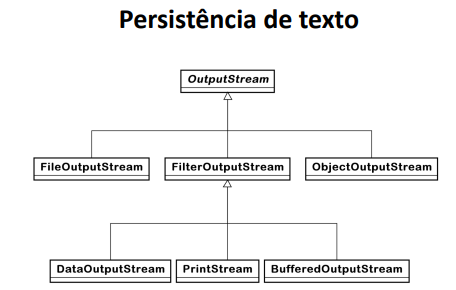 Persistência de texto
OutputStream
FileOutputStream FilterOutputStream ObjectOutputStream
DataOutputStream PrintStream BufferedOutputStream